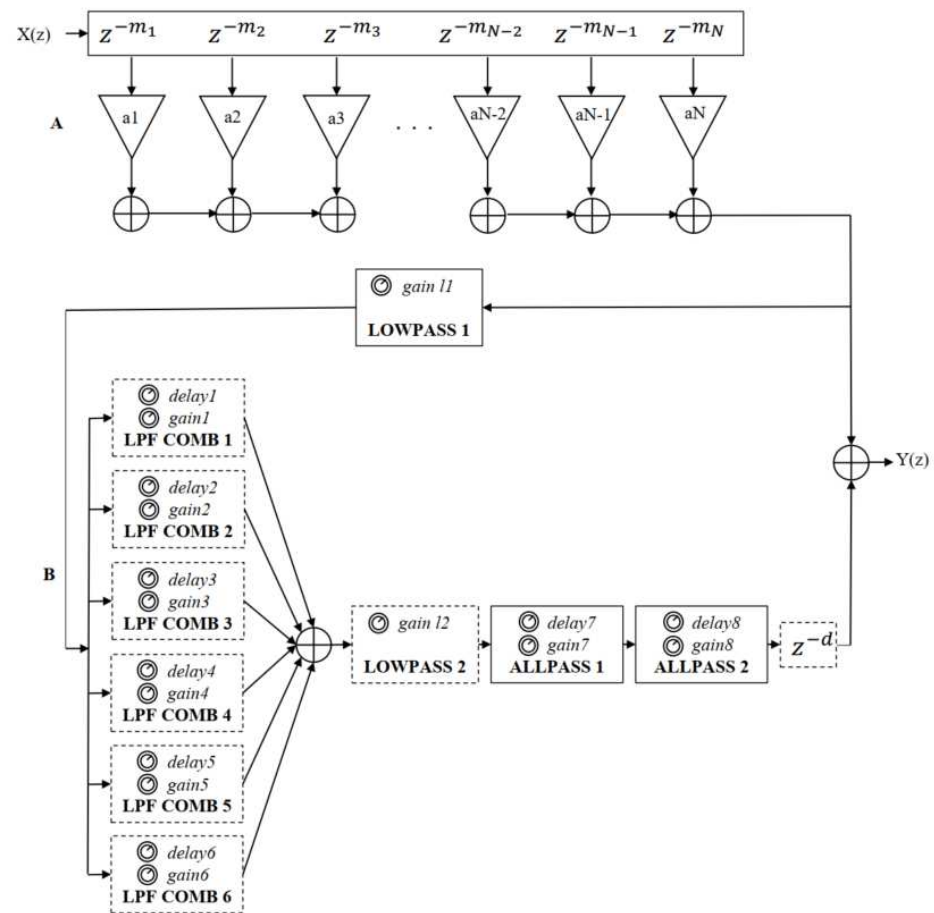 X(z) z^{-m_1} z^{-m_2} z^{-m_3} z^{-m_{N-2}} z^{-m_{N-1}} z^{-m_N}
A a1 a2 a3 . . . aN-2 aN-1 aN
gain l1
LOWPASS 1
delay1
gain1
LPF COMB 1
Y(z)
delay2
gain2
LPF COMB 2
B
delay3
gain3
LPF COMB 3
gain l2
LOWPASS 2
delay7
gain7
ALLPASS 1
delay8
gain8
ALLPASS 2
z^{-d}
delay4
gain4
LPF COMB 4
delay5
gain5
LPF COMB 5
delay6
gain6
LPF COMB 6